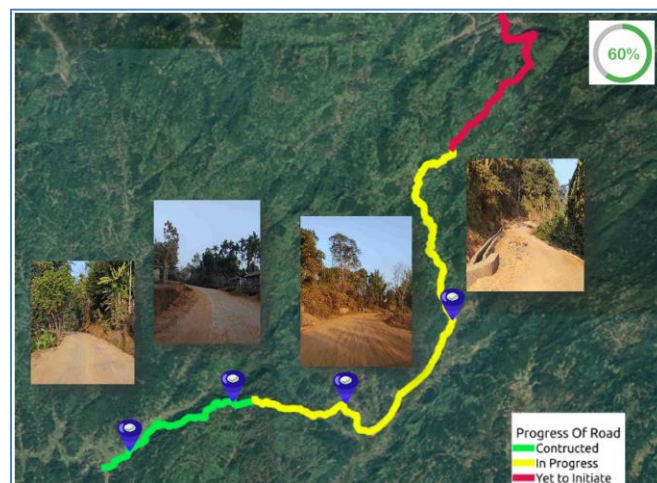 60%
Progress Of Road
Contructed
In Progress
Yet to Initiate